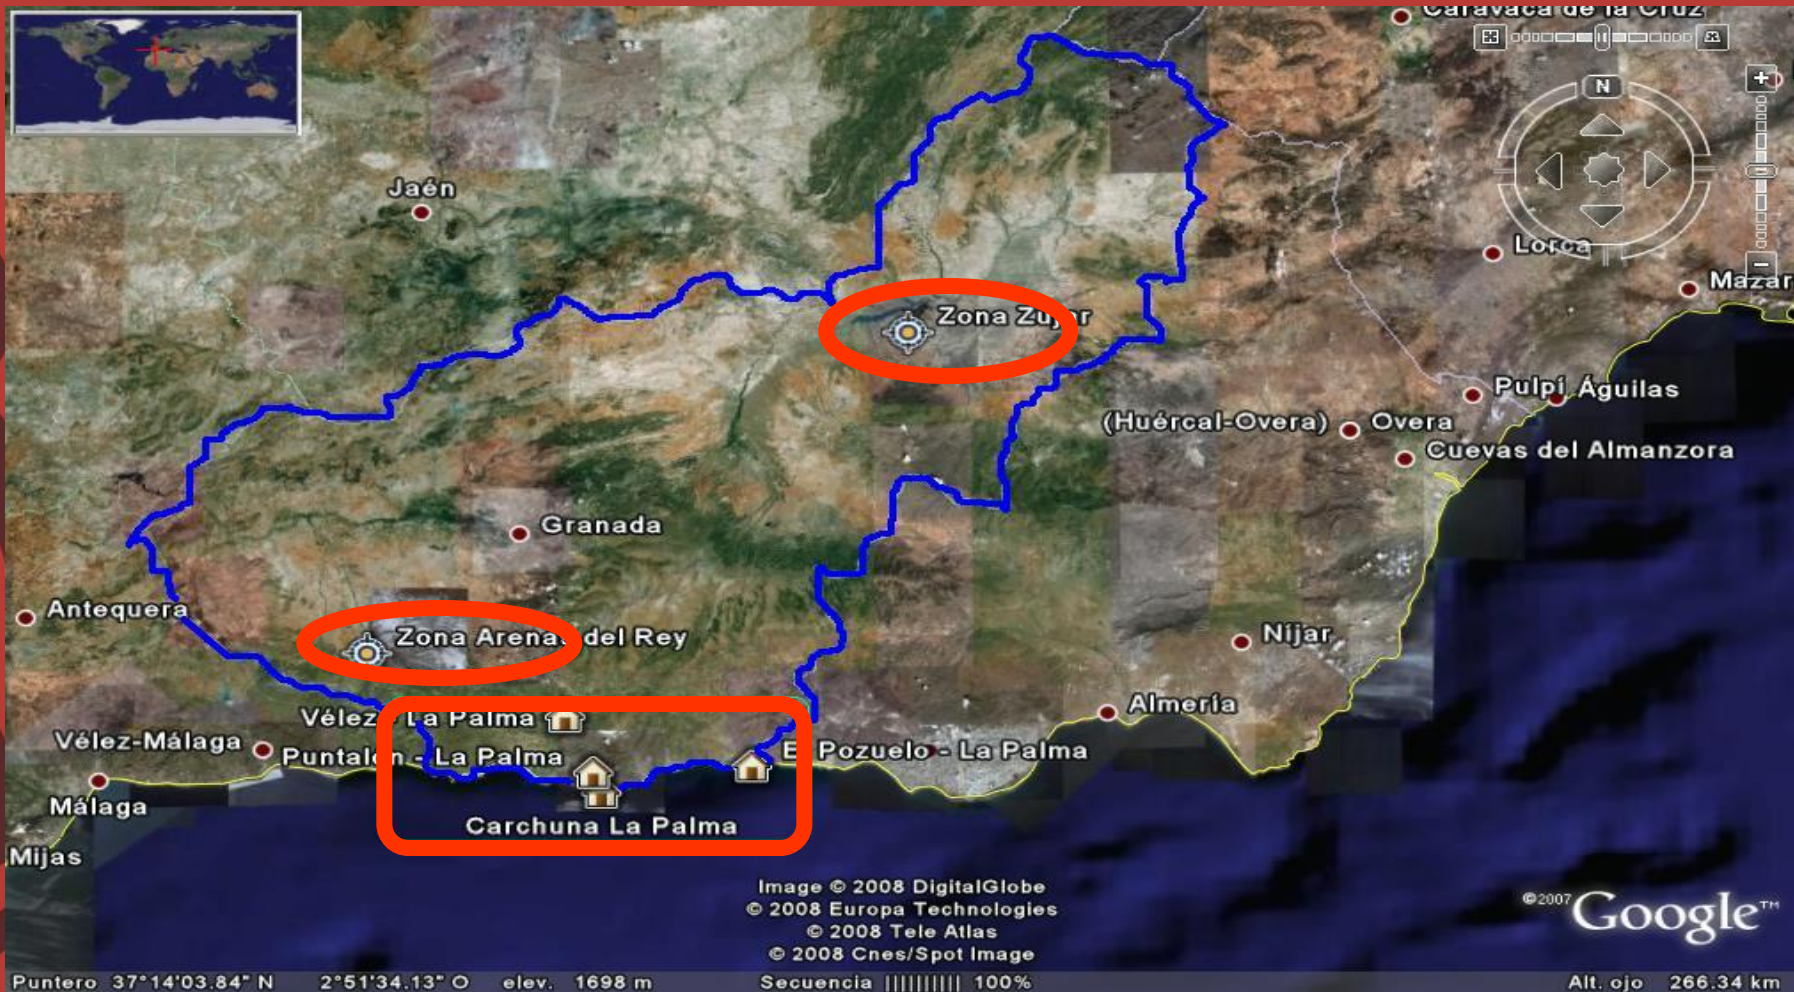 Caravaca de la Cruz
N
Jaén
Lorca
Mazar
Zona Zujar
Pulpí
Águilas
(Huércal-Overa)
Overa
Cuevas del Almanzora
Granada
Antequera
Zona Arenas del Rey
Níjar
Vélez - La Palma
Almería
Vélez-Málaga
Puntalon - La Palma
El Pozuelo - La Palma
Málaga
Carchuna La Palma
Mijas
Image © 2008 DigitalGlobe
© 2008 Europa Technologies
© 2008 Tele Atlas
© 2008 Cnes/Spot Image
©2007 Google™
Puntero 37°14'03.84" N 2°51'34.13" O elev. 1698 m Secuencia |||||||||| 100% Alt. ojo 266.34 km